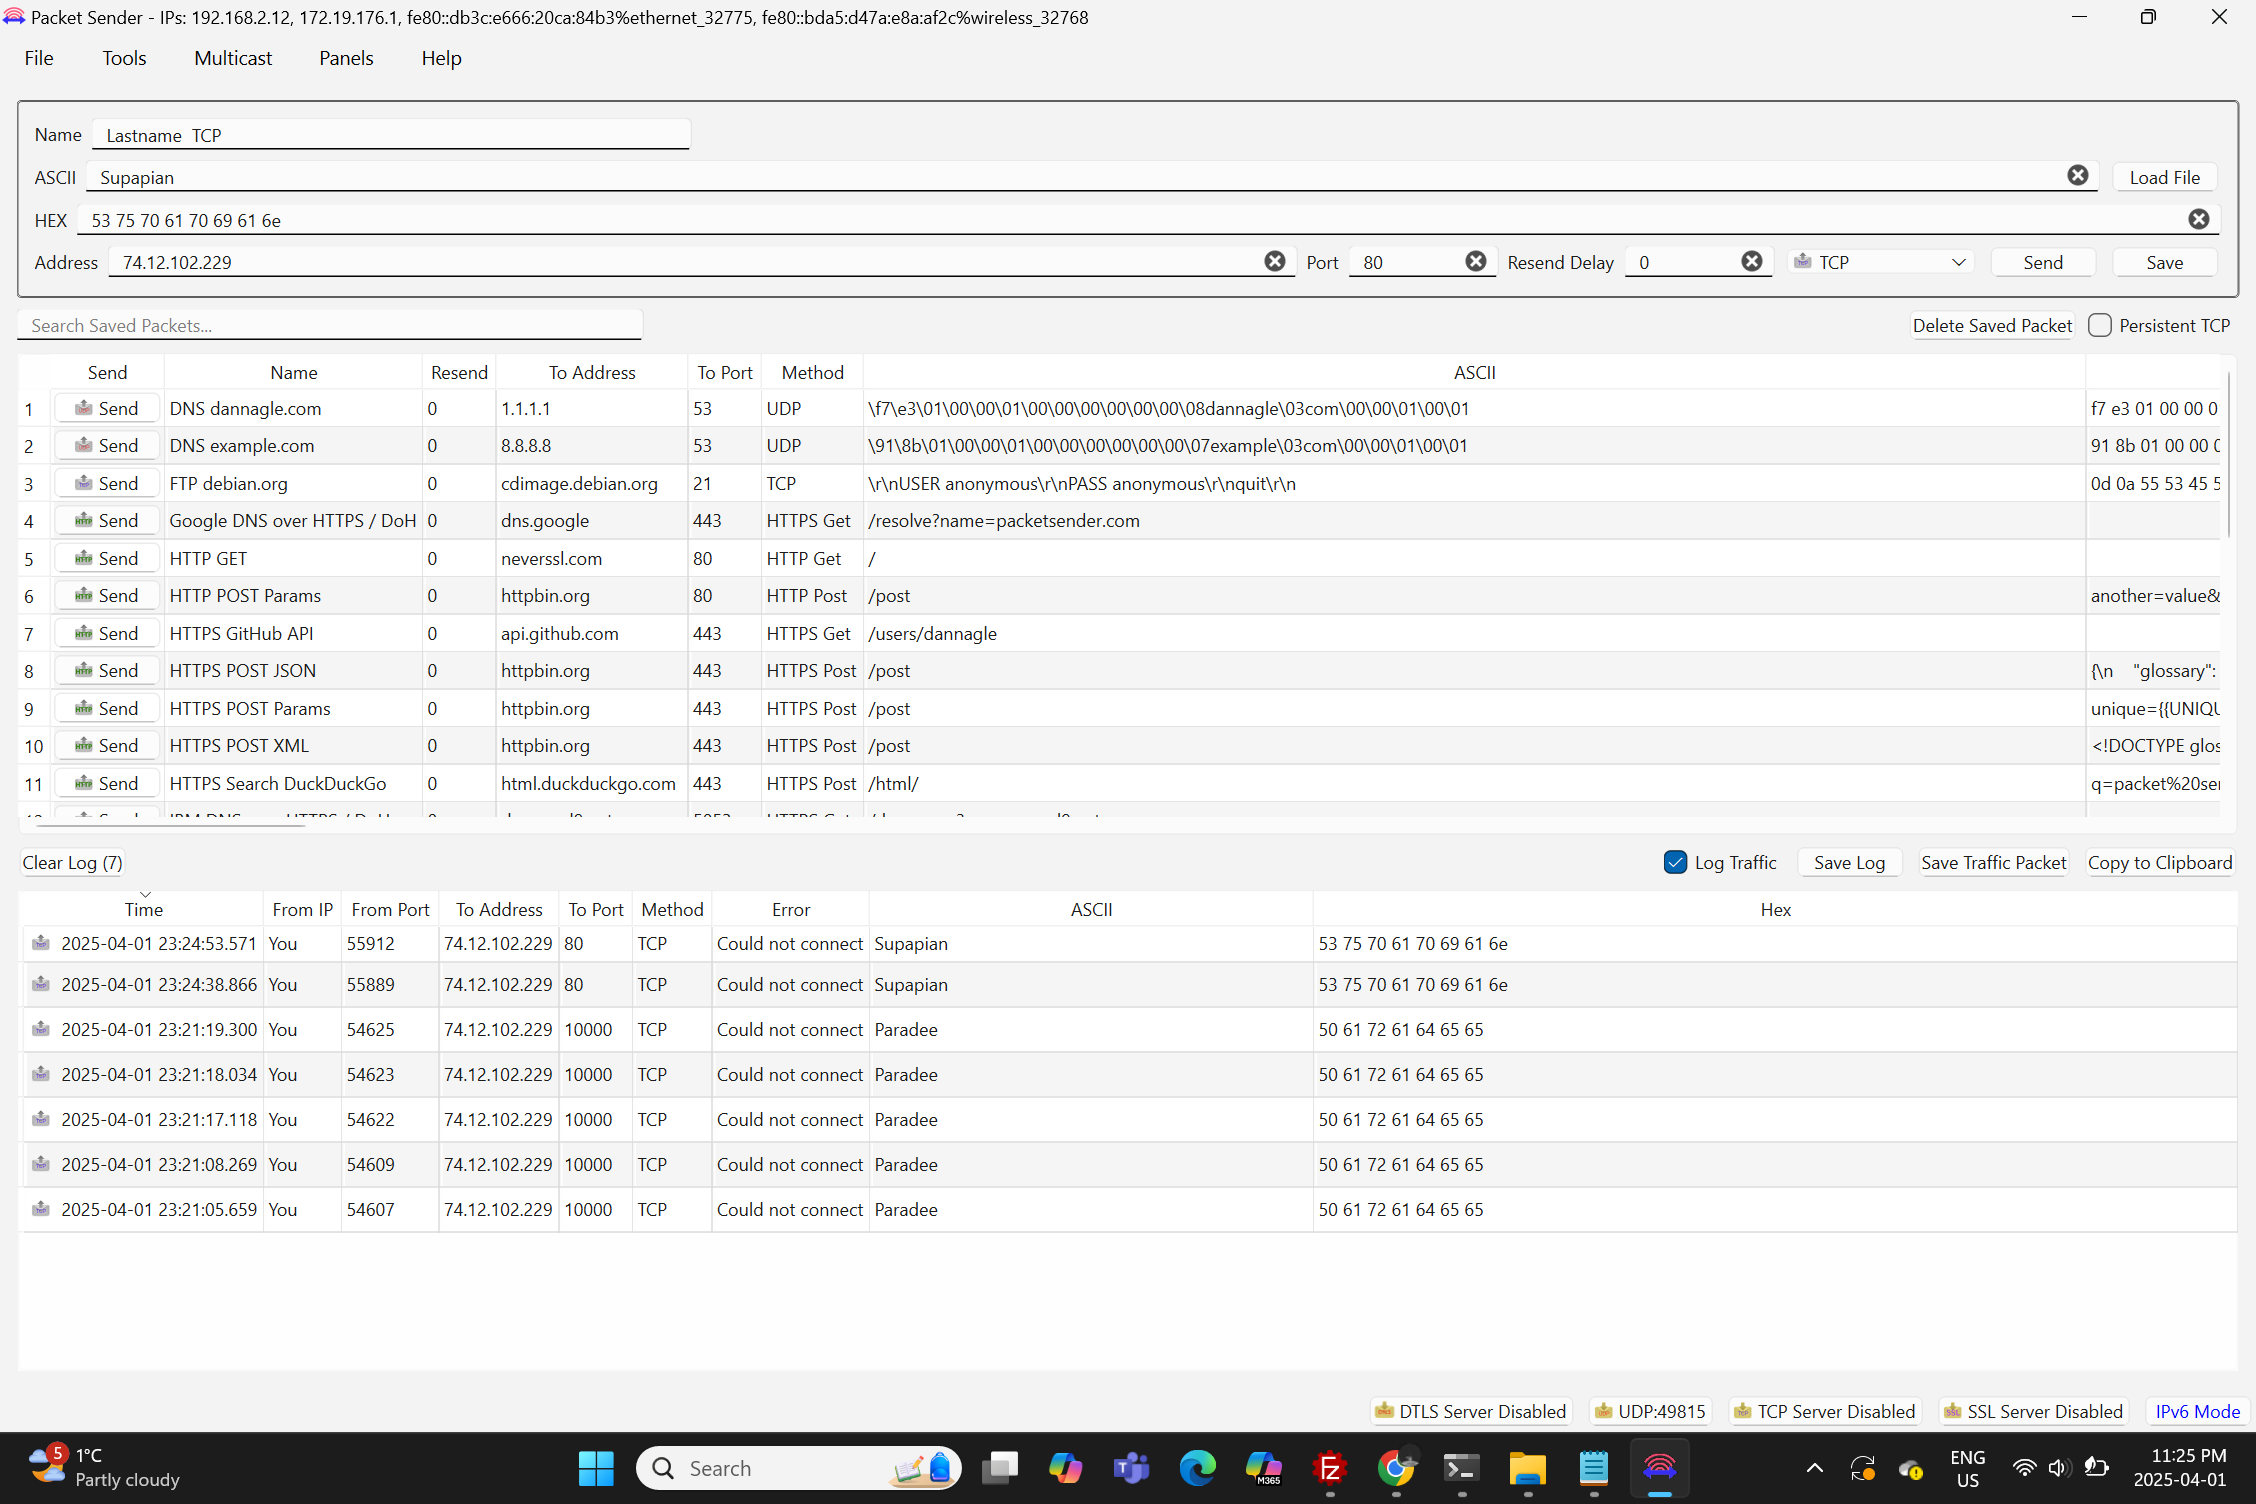 Packet Sender - IPs: 192.168.2.12, 172.19.176.1, fe80::db3c:e666:20ca:84b3%ethernet_32775, fe80::bda5:d47a:e8a:af2c%wireless_32768
File Tools Multicast Panels Help
Name Lastname TCP
ASCII Supapian Load File
HEX 53 75 70 61 70 69 61 6e
Address 74.12.102.229 Port 80 Resend Delay 0 TCP Send Save
Search Saved Packets... Delete Saved Packet Persistent TCP
Send Name Resend To Address To Port Method ASCII
1 Send DNS dannagle.com 0 1.1.1.1 53 UDP \f7\e3\01\00\00\01\00\00\00\00\00\00\08dannagle\03com\00\00\01\00\01 f7 e3 01 00 00 0
2 Send DNS example.com 0 8.8.8.8 53 UDP \91\8b\01\00\00\01\00\00\00\00\00\00\07example\03com\00\00\01\00\01 91 8b 01 00 00 0
3 Send FTP debian.org 0 cdimage.debian.org 21 TCP \r\nUSER anonymous\r\nPASS anonymous\r\nquit\r\n 0d 0a 55 53 45 5
4 Send Google DNS over HTTPS / DoH 0 dns.google 443 HTTPS Get /resolve?name=packetsender.com
5 Send HTTP GET 0 neverssl.com 80 HTTP Get /
6 Send HTTP POST Params 0 httpbin.org 80 HTTP Post /post another=value&
7 Send HTTPS GitHub API 0 api.github.com 443 HTTPS Get /users/dannagle
8 Send HTTPS POST JSON 0 httpbin.org 443 HTTPS Post /post {\n "glossary":
9 Send HTTPS POST Params 0 httpbin.org 443 HTTPS Post /post unique={{UNIQU
10 Send HTTPS POST XML 0 httpbin.org 443 HTTPS Post /post <!DOCTYPE glos
11 Send HTTPS Search DuckDuckGo 0 html.duckduckgo.com 443 HTTPS Post /html/ q=packet%20ser
Clear Log (7) Log Traffic Save Log Save Traffic Packet Copy to Clipboard
Time From IP From Port To Address To Port Method Error ASCII Hex
2025-04-01 23:24:53.571 You 55912 74.12.102.229 80 TCP Could not connect Supapian 53 75 70 61 70 69 61 6e
2025-04-01 23:24:38.866 You 55889 74.12.102.229 80 TCP Could not connect Supapian 53 75 70 61 70 69 61 6e
2025-04-01 23:21:19.300 You 54625 74.12.102.229 10000 TCP Could not connect Paradee 50 61 72 61 64 65 65
2025-04-01 23:21:18.034 You 54623 74.12.102.229 10000 TCP Could not connect Paradee 50 61 72 61 64 65 65
2025-04-01 23:21:17.118 You 54622 74.12.102.229 10000 TCP Could not connect Paradee 50 61 72 61 64 65 65
2025-04-01 23:21:08.269 You 54609 74.12.102.229 10000 TCP Could not connect Paradee 50 61 72 61 64 65 65
2025-04-01 23:21:05.659 You 54607 74.12.102.229 10000 TCP Could not connect Paradee 50 61 72 61 64 65 65
DTLS Server Disabled UDP:49815 TCP Server Disabled SSL Server Disabled IPv6 Mode
5 1°C Search M365 ENG 11:25 PM
Partly cloudy US 2025-04-01